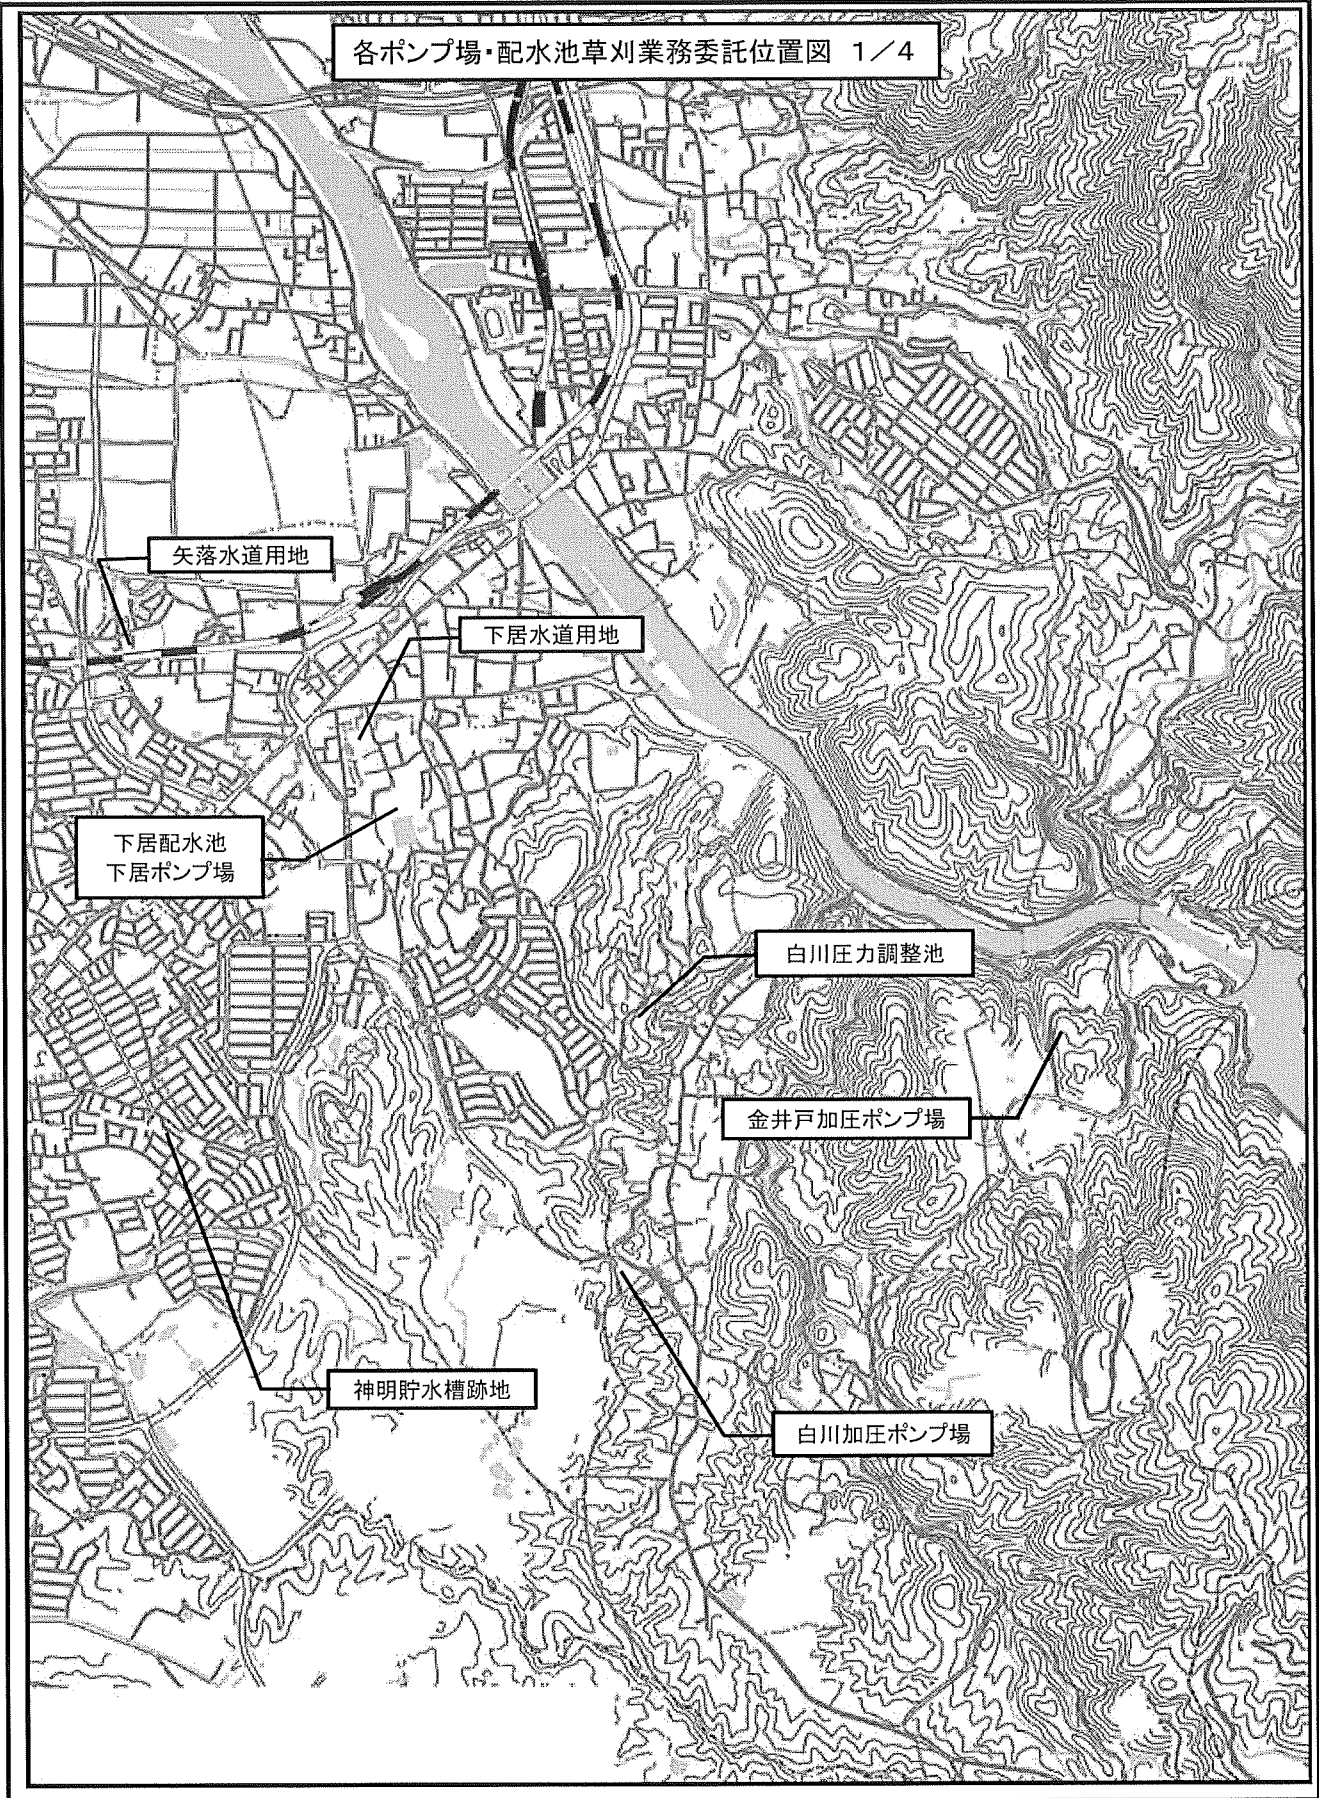 各ポンプ場・配水池草刈業務委託位置図 1／4
矢落水道用地
下居水道用地
下居配水池
下居ポンプ場
白川圧力調整池
金井戸加圧ポンプ場
神明貯水槽跡地
白川加圧ポンプ場